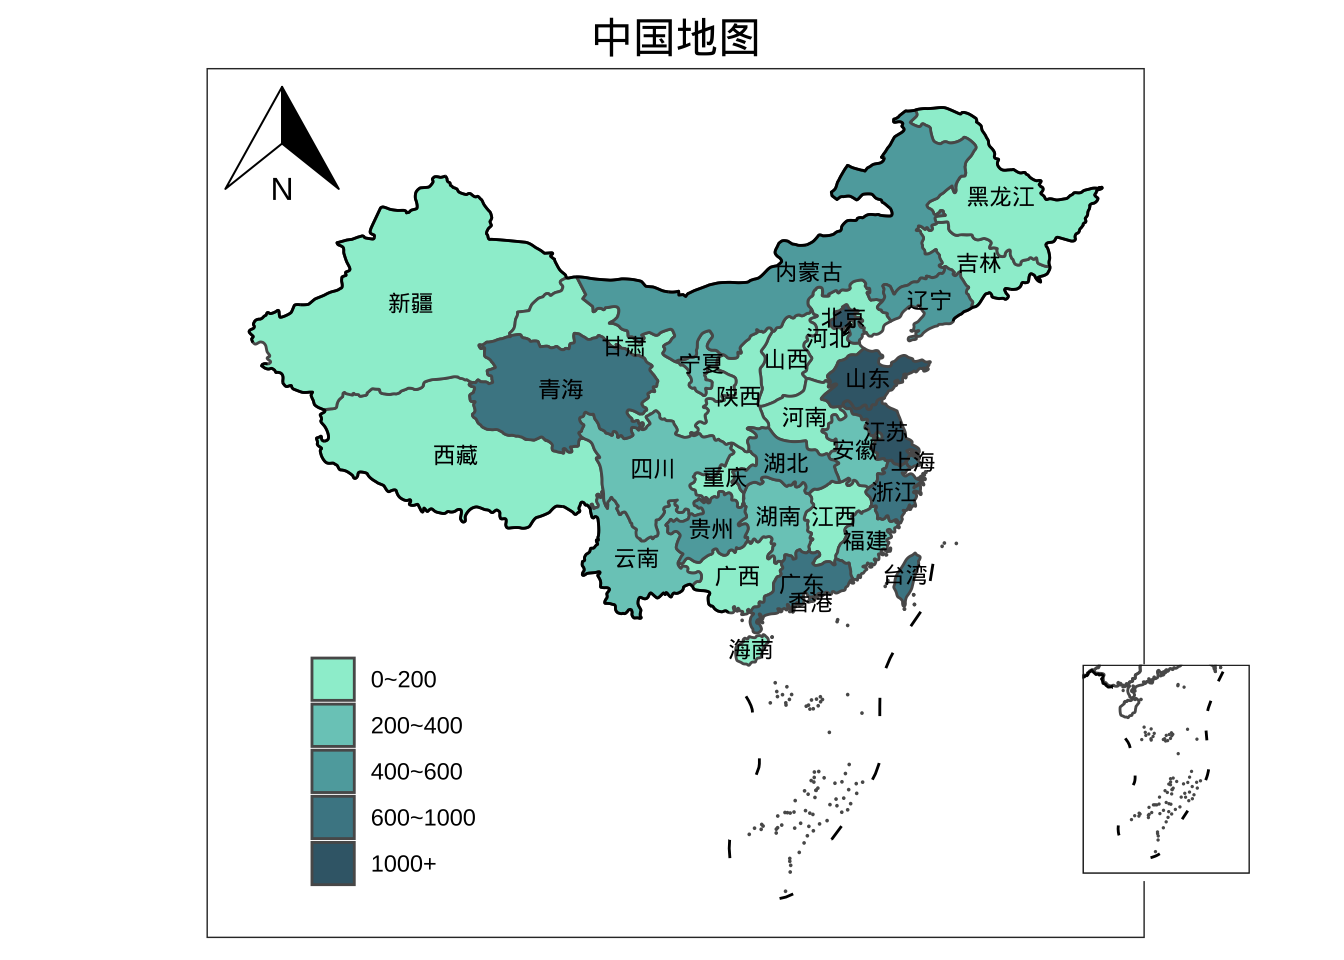 中国地图
N
黑龙江
吉林
内蒙古
辽宁
新疆
北京
河北
甘肃
宁夏
山西
山东
青海
陕西
河南
江苏
安徽
西藏
上海
四川
湖北
重庆
浙江
湖南
江西
贵州
福建
云南
广西
台湾
广东
香港
海南
0~200
200~400
400~600
600~1000
1000+